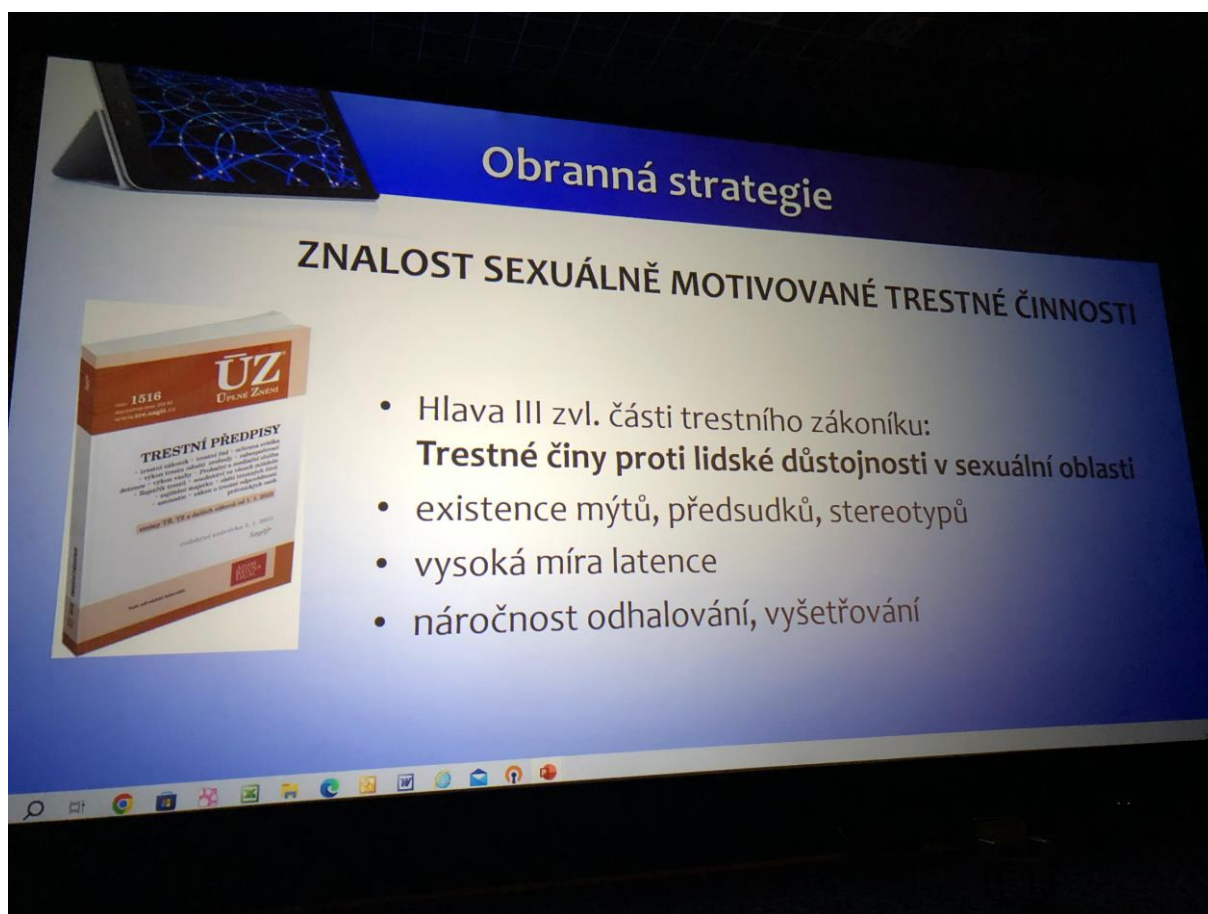 Obranná strategie
ZNALOST SEXUÁLNĚ MOTIVOVANÉ TRESTNÉ ČINNOSTI
• Hlava III zvl. části trestního zákoníku:
Trestné činy proti lidské důstojnosti v sexuální oblasti
• existence mýtů, předsudků, stereotypů
• vysoká míra latence
• náročnost odhalování, vyšetřování
1516
ÚZ
ÚPLNÉ ZNĚNÍ
TRESTNÍ PŘEDPISY